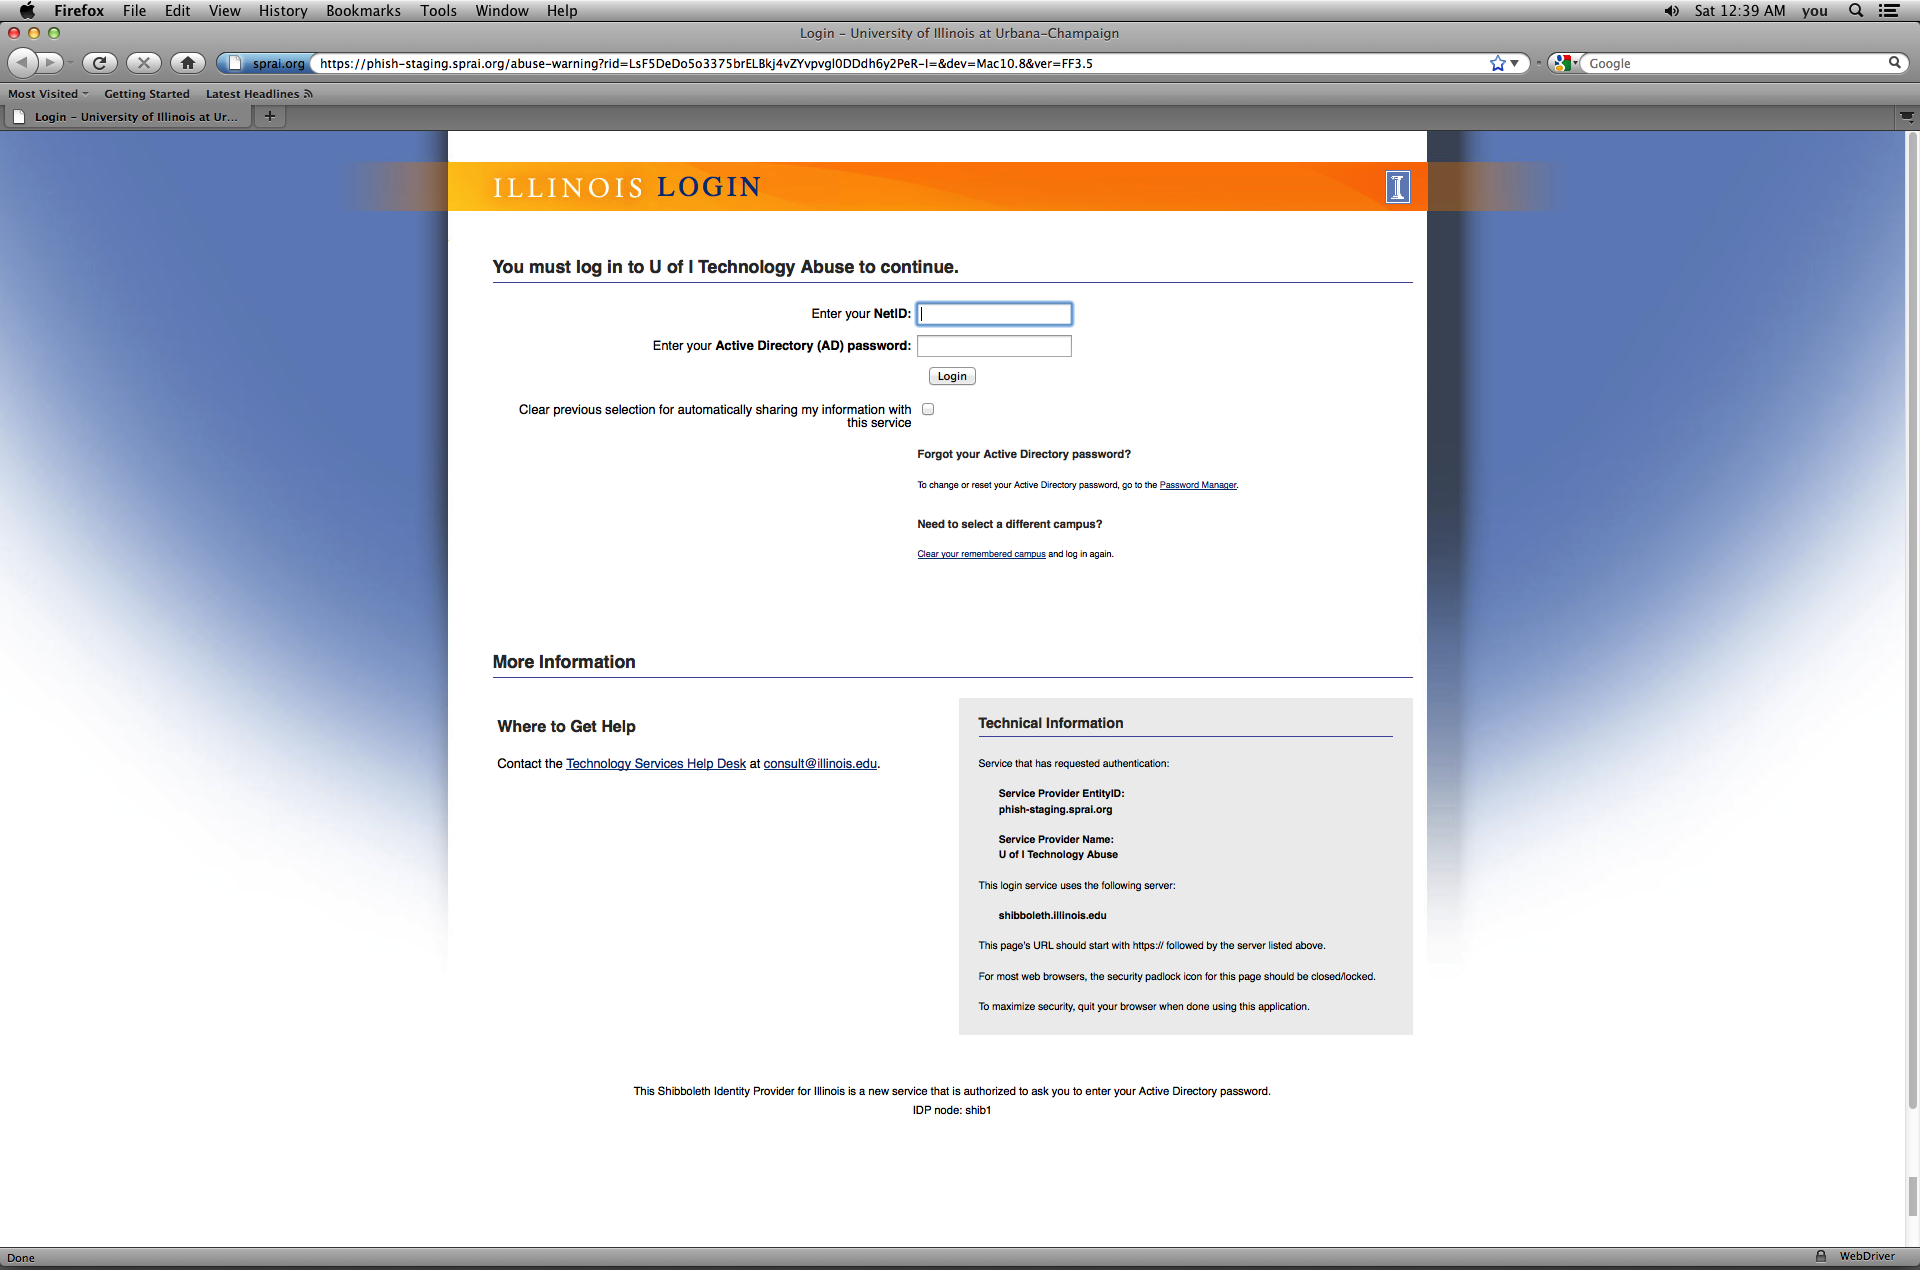 Firefox File Edit View History Bookmarks Tools Window Help Sat 12:39 AM you
Login – University of Illinois at Urbana-Champaign
sprai.org https://phish-staging.sprai.org/abuse-warning?rid=LsF5DeDo5o3375brELBkj4vZYvpvgl0DDdh6y2PeR-I=&dev=Mac10.8&ver=FF3.5 Google
Most Visited Getting Started Latest Headlines
Login – University of Illinois at Ur... +
ILLINOIS LOGIN I
You must log in to U of I Technology Abuse to continue.
Enter your NetID:
Enter your Active Directory (AD) password:
Login
Clear previous selection for automatically sharing my information with
this service
Forgot your Active Directory password?
To change or reset your Active Directory password, go to the Password Manager.
Need to select a different campus?
Clear your remembered campus and log in again.
More Information
Where to Get Help
Contact the Technology Services Help Desk at consult@illinois.edu.
Technical Information
Service that has requested authentication:
Service Provider EntityID:
phish-staging.sprai.org
Service Provider Name:
U of I Technology Abuse
This login service uses the following server:
shibboleth.illinois.edu
This page's URL should start with https:// followed by the server listed above.
For most web browsers, the security padlock icon for this page should be closed/locked.
To maximize security, quit your browser when done using this application.
This Shibboleth Identity Provider for Illinois is a new service that is authorized to ask you to enter your Active Directory password.
IDP node: shib1
Done WebDriver